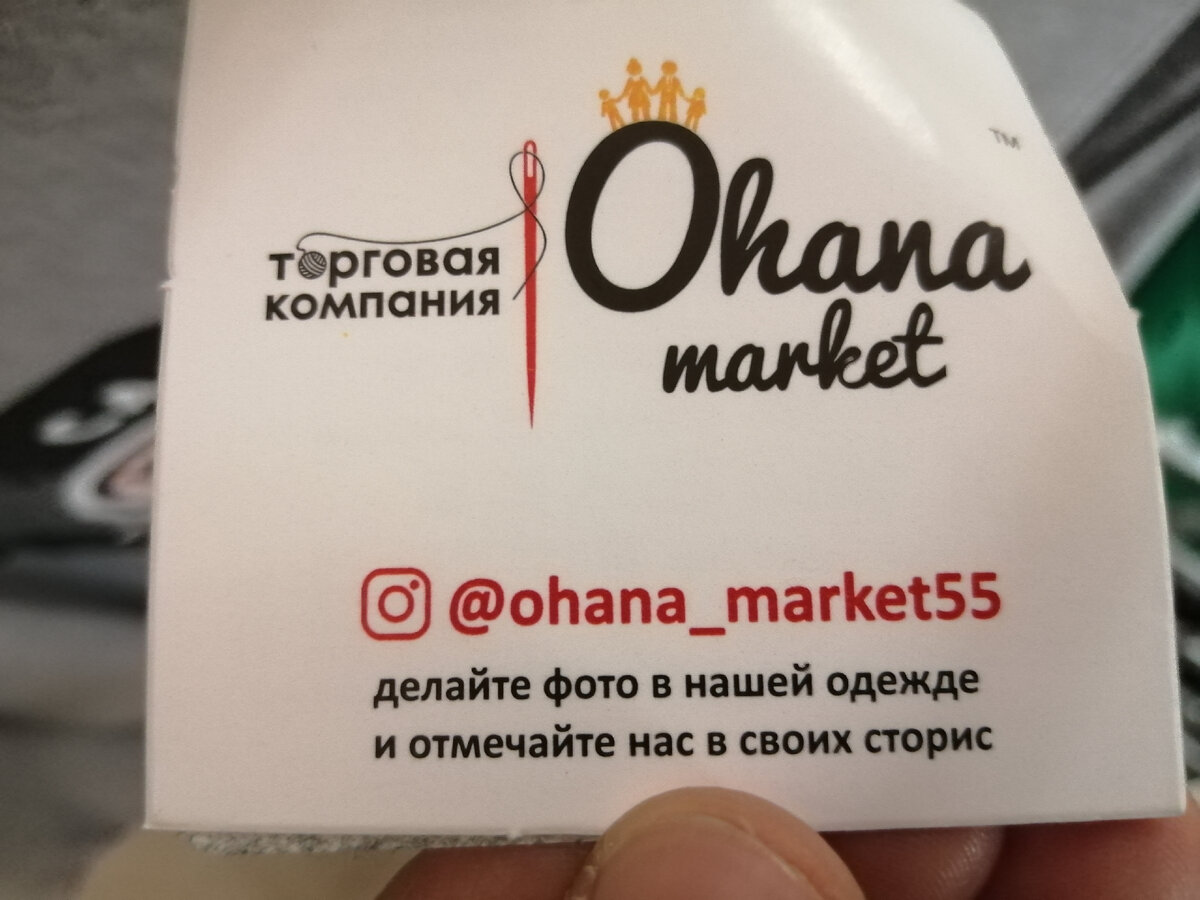 торговая
компания
Ohana
market
TM
@ohana_market55
делайте фото в нашей одежде
и отмечайте нас в своих сторис